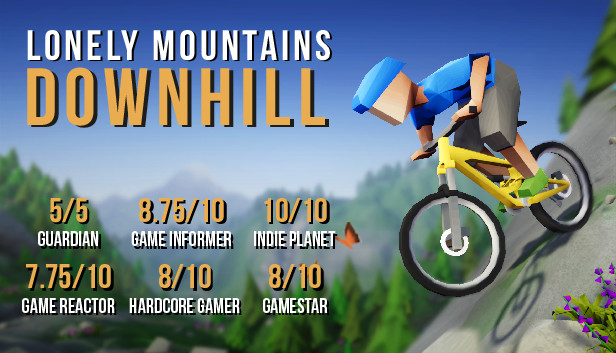 LONELY MOUNTAINS
DOWNHILL
5/5 8.75/10 10/10
GUARDIAN GAME INFORMER INDIE PLANET
7.75/10 8/10 8/10
GAME REACTOR HARDCORE GAMER GAMESTAR